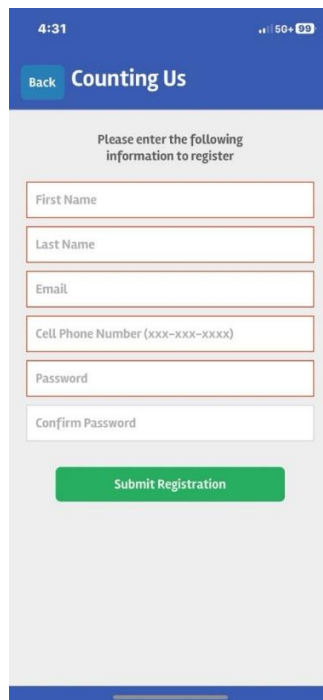 4:31
5G+ 99
Back
Counting Us
Please enter the following
information to register
First Name
Last Name
Email
Cell Phone Number (xxx-xxx-xxxx)
Password
Confirm Password
Submit Registration